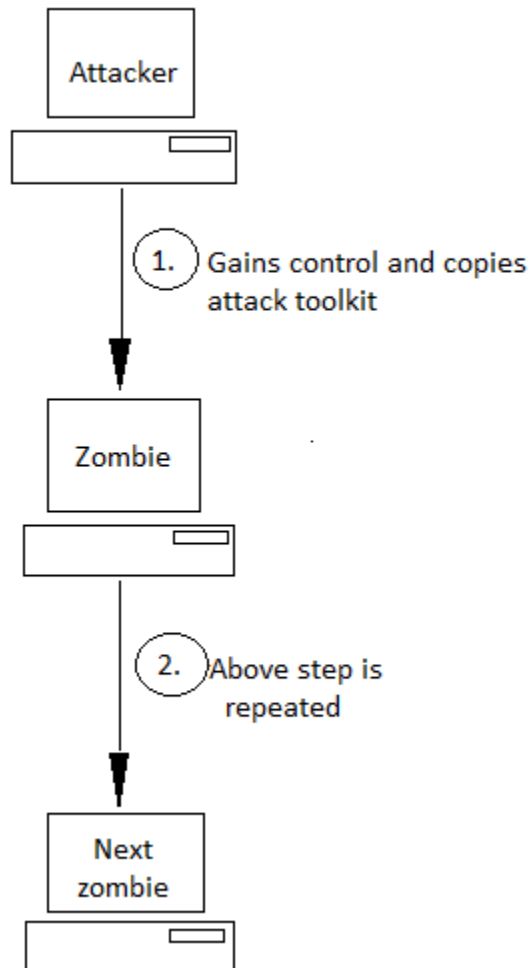 Attacker
1. Gains control and copies
attack toolkit
Zombie
2. Above step is
repeated
Next
zombie